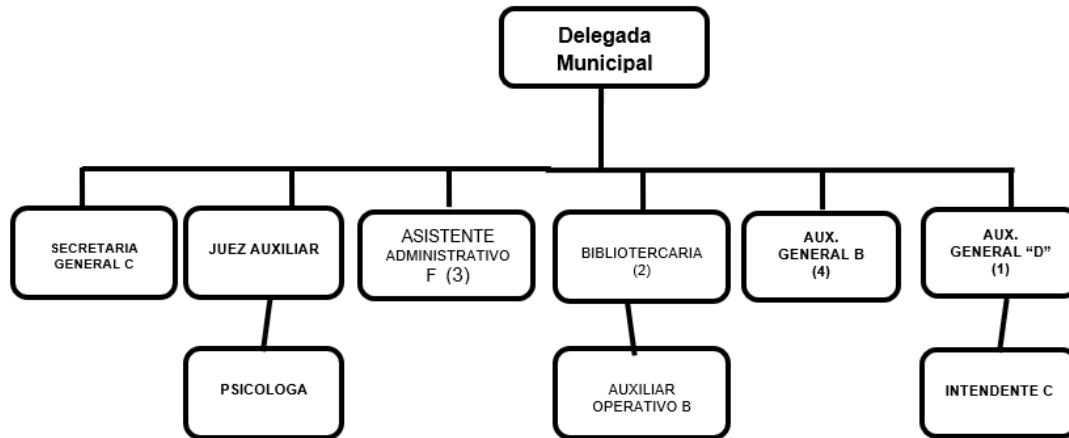 Delegada
Municipal
SECRETARIA
GENERAL C
JUEZ AUXILIAR
ASISTENTE
ADMINISTRATIVO
F (3)
BIBLIOTERCARIA
(2)
AUX.
GENERAL B
(4)
AUX.
GENERAL “D”
(1)
PSICOLOGA
AUXILIAR
OPERATIVO B
INTENDENTE C